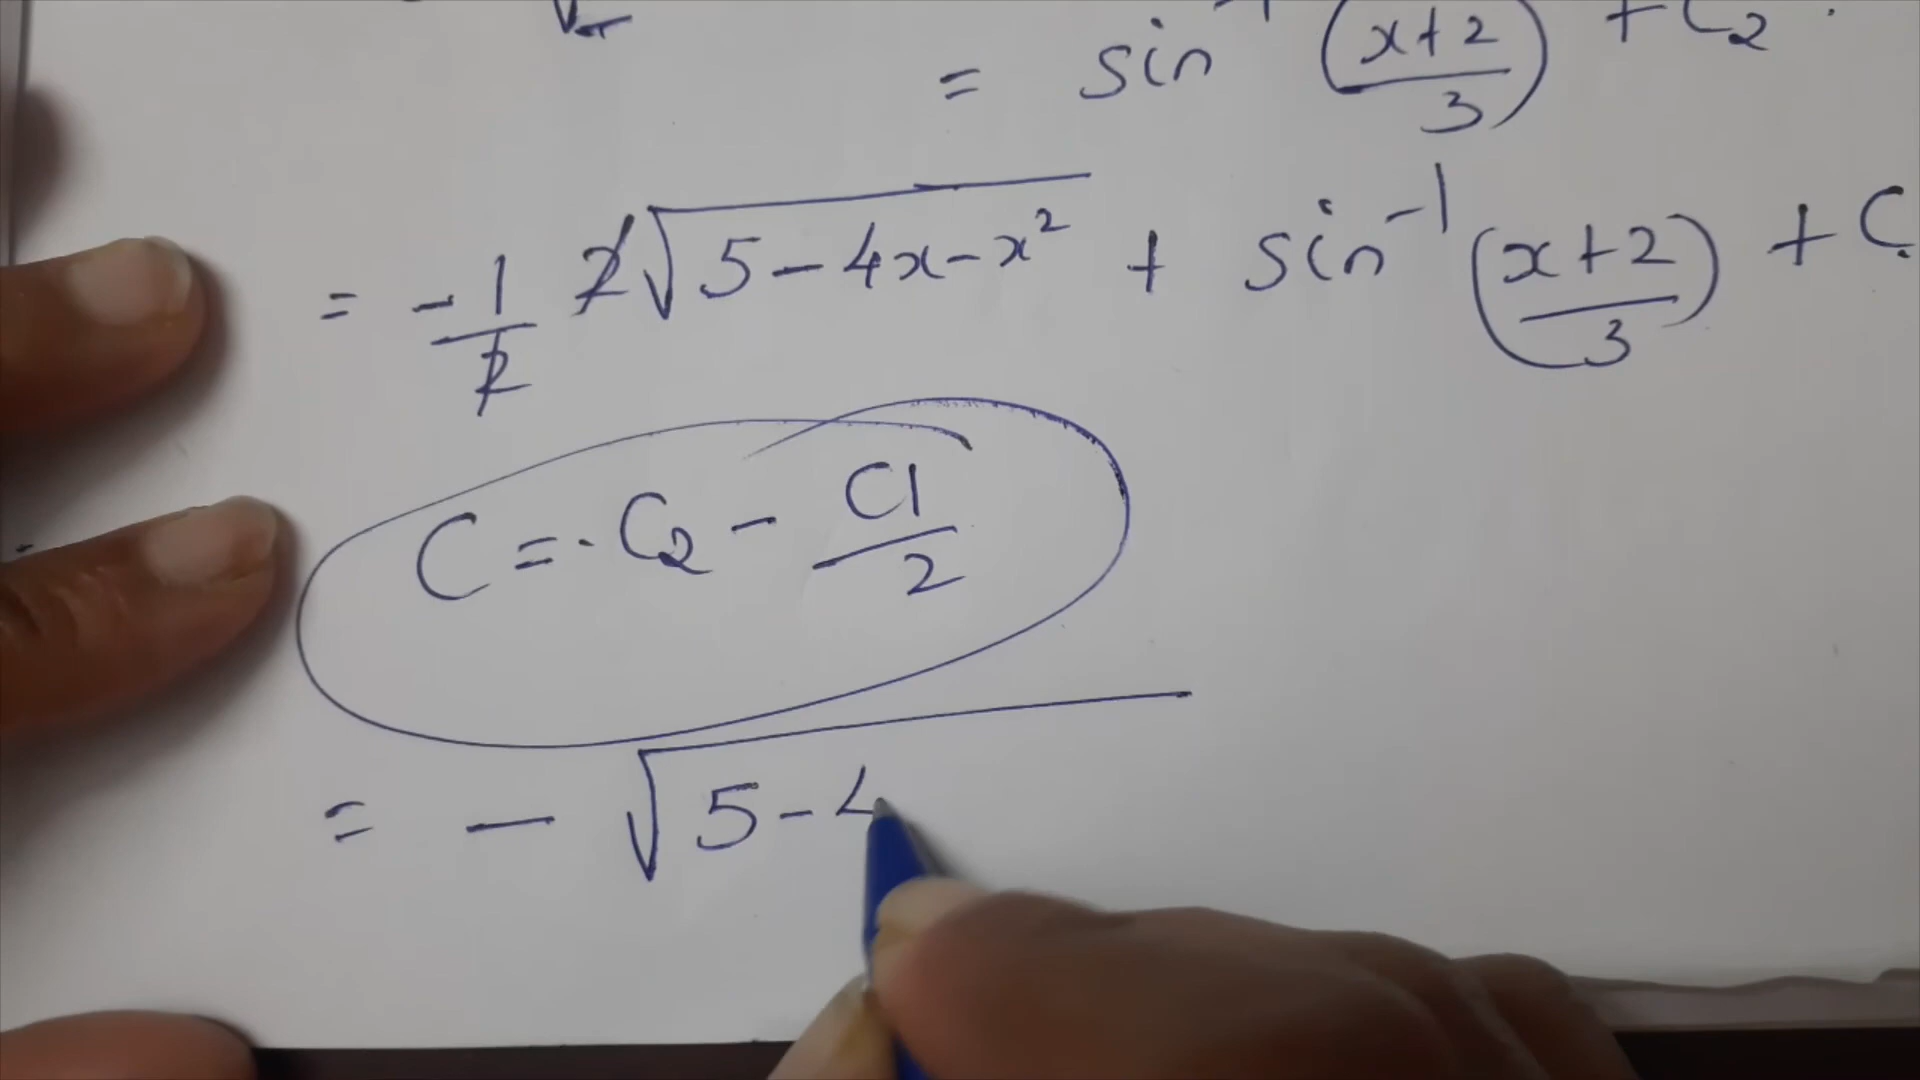 = sin⁻¹ (x+2/3) + C₂.
= -1/2 2√(5-4x-x²) + sin⁻¹ (x+2/3) + C.
C = C₂ - C1/2
= - √(5-4